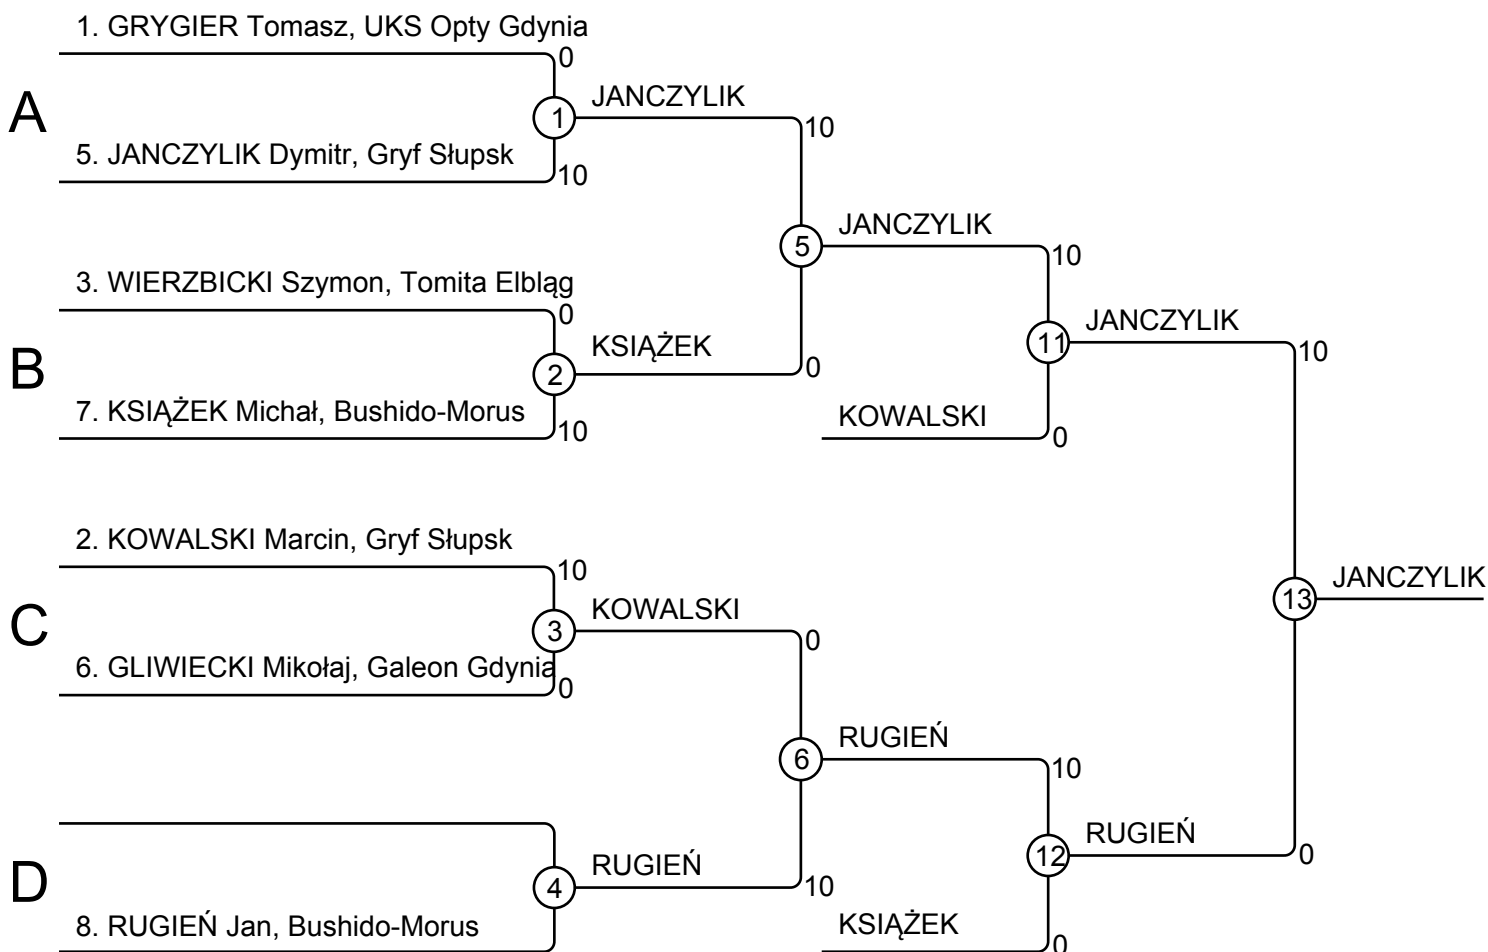 1. GRYGIER Tomasz, UKS Opty Gdynia
0
A
1
JANCZYLIK
10
5. JANCZYLIK Dymitr, Gryf Słupsk
10
5
JANCZYLIK
10
3. WIERZBICKI Szymon, Tomita Elbląg
0
B
2
KSIĄŻEK
0
7. KSIĄŻEK Michał, Bushido-Morus
10
11
JANCZYLIK
10
KOWALSKI
0
2. KOWALSKI Marcin, Gryf Słupsk
10
C
3
KOWALSKI
0
6. GLIWIECKI Mikołaj, Galeon Gdynia
0
13
JANCZYLIK
6
RUGIEŃ
10
D
4
RUGIEŃ
10
8. RUGIEŃ Jan, Bushido-Morus
12
RUGIEŃ
0
KSIĄŻEK
0